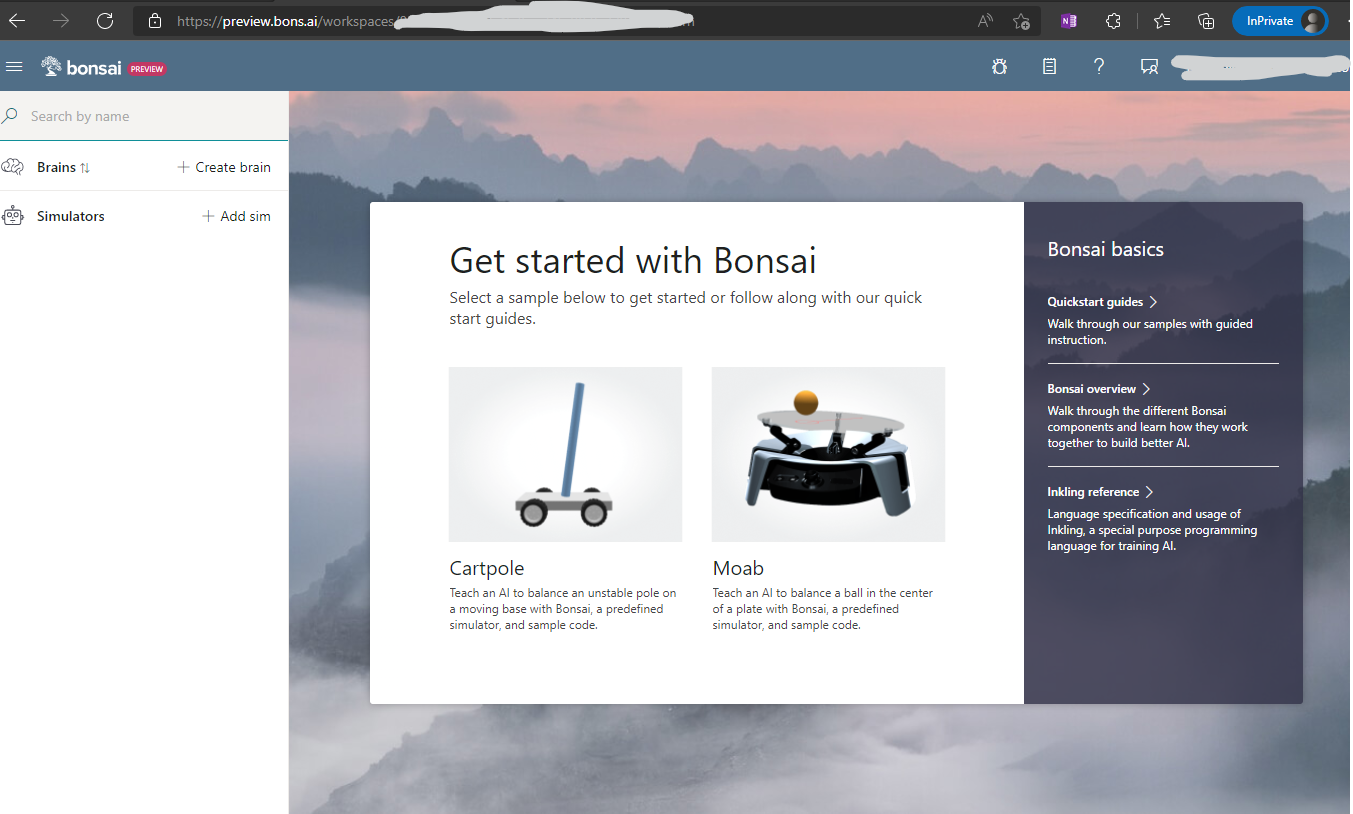 https://preview.bons.ai/workspaces/
InPrivate
bonsai PREVIEW
Search by name
Brains
Create brain
Simulators
Add sim
Get started with Bonsai
Select a sample below to get started or follow along with our quick
start guides.
Cartpole
Teach an AI to balance an unstable pole on
a moving base with Bonsai, a predefined
simulator, and sample code.
Moab
Teach an AI to balance a ball in the center
of a plate with Bonsai, a predefined
simulator, and sample code.
Bonsai basics
Quickstart guides
Walk through our samples with guided
instruction.
Bonsai overview
Walk through the different Bonsai
components and learn how they work
together to build better AI.
Inkling reference
Language specification and usage of
Inkling, a special purpose programming
language for training AI.